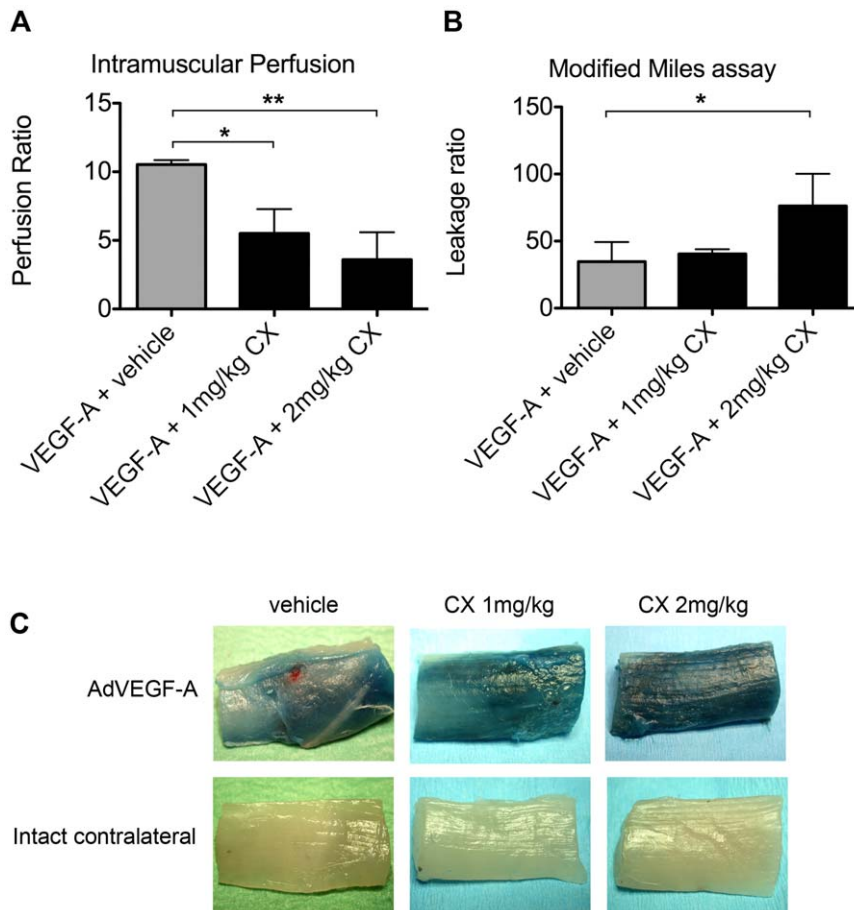 A
Intramuscular Perfusion
**
*
15
10
5
0
Perfusion Ratio
VEGF-A + vehicle
VEGF-A + 1mg/kg CX
VEGF-A + 2mg/kg CX
B
Modified Miles assay
*
150
100
50
0
Leakage ratio
VEGF-A + vehicle
VEGF-A + 1mg/kg CX
VEGF-A + 2mg/kg CX
C
vehicle
CX 1mg/kg
CX 2mg/kg
AdVEGF-A
Intact contralateral